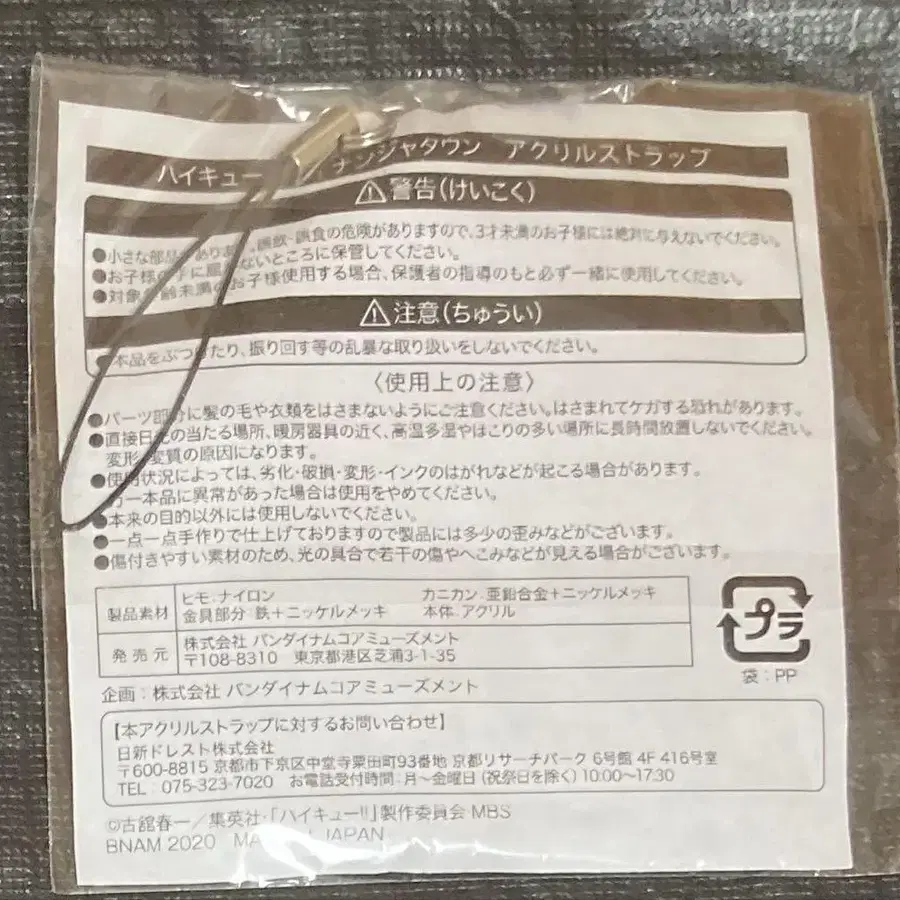 ハイキュー ナンジャタウン アクリルストラップ
⚠警告(けいこく)
●小さな部品があります。誤飲・誤食の危険がありますので、3才未満のお子様には絶対に与えないでください。
●お子様の手に届かないところに保管してください。
●対象年齢未満のお子様使用する場合、保護者の指導のもと必ず一緒に使用してください。
⚠注意(ちゅうい)
●本品をぶつけたり、振り回す等の乱暴な取り扱いをしないでください。
〈使用上の注意〉
●パーツ部分に髪の毛や衣類をはさまないようにご注意ください。はさまれてケガする恐れがあります。
●直接日光の当たる場所、暖房器具の近く、高温多湿やほこりの多い場所に長時間放置しないでください。
変形・変質の原因になります。
●使用状況によっては、劣化・破損・変形・インクのはがれなどが起こる場合があります。
万一本品に異常があった場合は使用をやめてください。
●本来の目的以外には使用しないでください。
●一点一点手作りで仕上げておりますので製品には多少の歪みなどがございます。
●傷付きやすい素材のため、光の具合で若干の傷やへこみなどが見える場合がございます。
製品素材 ヒモ:ナイロン カニカン:亜鉛合金+ニッケルメッキ
金具部分:鉄+ニッケルメッキ 本体:アクリル
発売元 株式会社 バンダイナムコアミューズメント
〒108-8310 東京都港区芝浦3-1-35
プラ
袋:PP
企画:株式会社 バンダイナムコアミューズメント
【本アクリルストラップに対するお問い合わせ】
日新ドレスト株式会社
〒600-8815 京都市下京区中堂寺粟田町93番地 京都リサーチパーク 6号館 4F 416号室
TEL:075-323-7020 お電話受付時間:月~金曜日(祝祭日を除く)10:00~17:30
©古舘春一/集英社・「ハイキュー!!」製作委員会・MBS
BNAM 2020 JAPAN